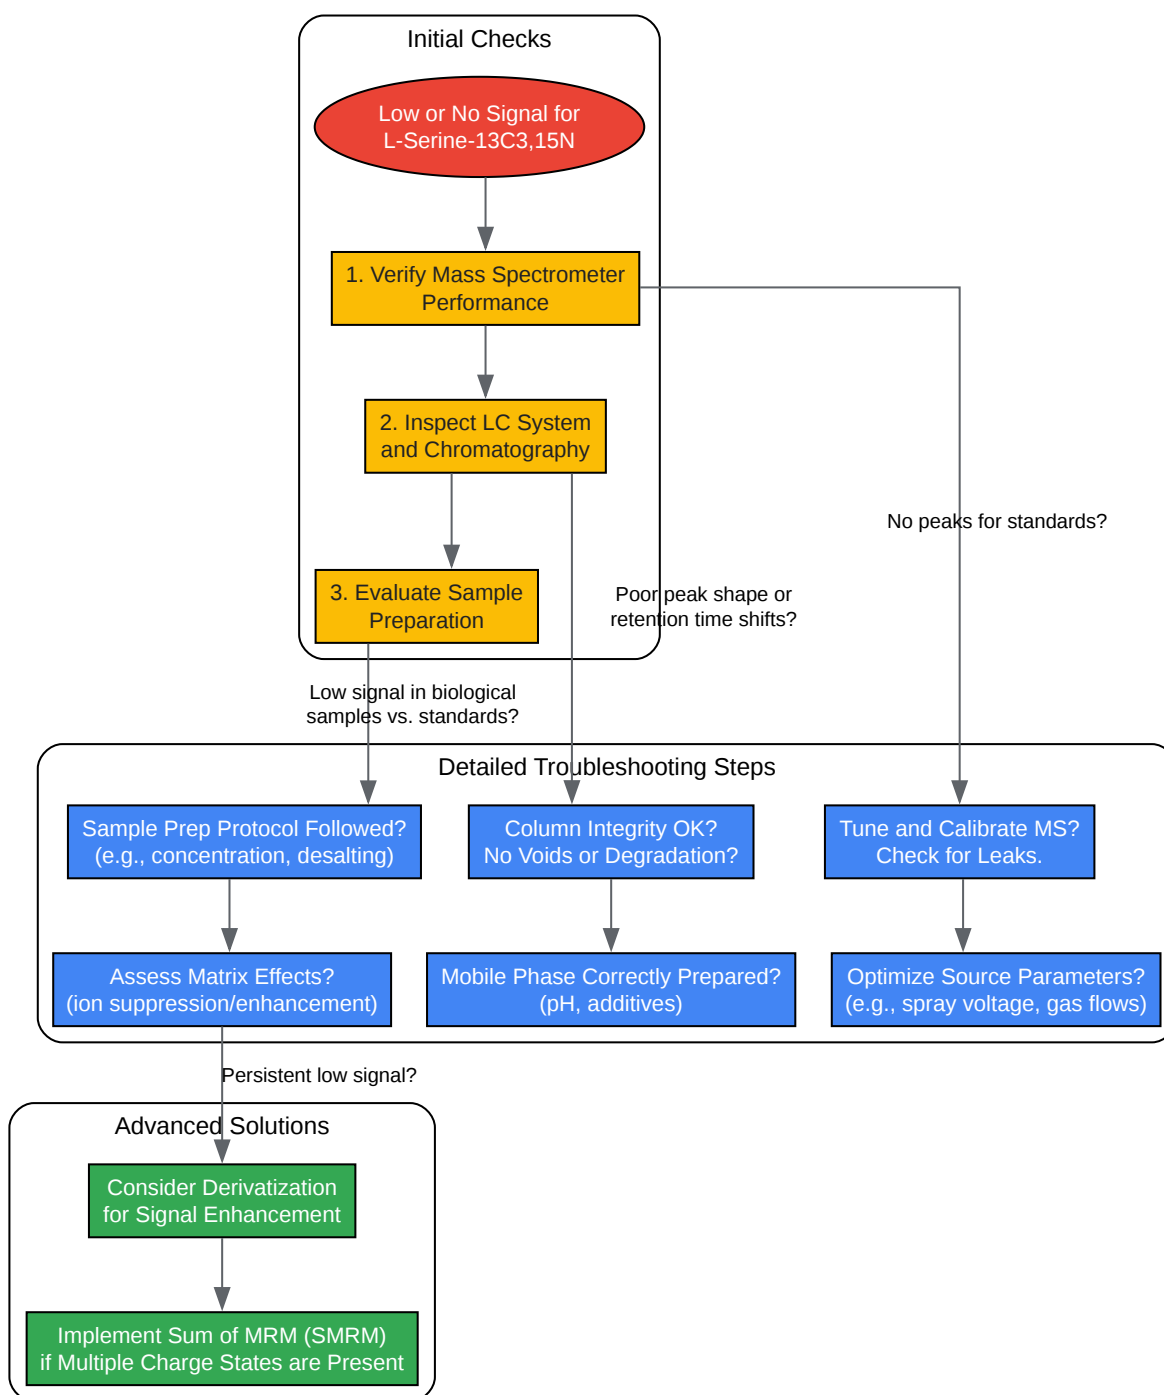 Initial Checks
Low or No Signal for
L-Serine-13C3,15N
1. Verify Mass Spectrometer
Performance
2. Inspect LC System
and Chromatography
No peaks for standards?
3. Evaluate Sample
Preparation
Poor peak shape or
retention time shifts?
Low signal in biological
samples vs. standards?
Detailed Troubleshooting Steps
Sample Prep Protocol Followed?
(e.g., concentration, desalting)
Column Integrity OK?
No Voids or Degradation?
Tune and Calibrate MS?
Check for Leaks.
Assess Matrix Effects?
(ion suppression/enhancement)
Mobile Phase Correctly Prepared?
(pH, additives)
Optimize Source Parameters?
(e.g., spray voltage, gas flows)
Persistent low signal?
Advanced Solutions
Consider Derivatization
for Signal Enhancement
Implement Sum of MRM (SMRM)
if Multiple Charge States are Present